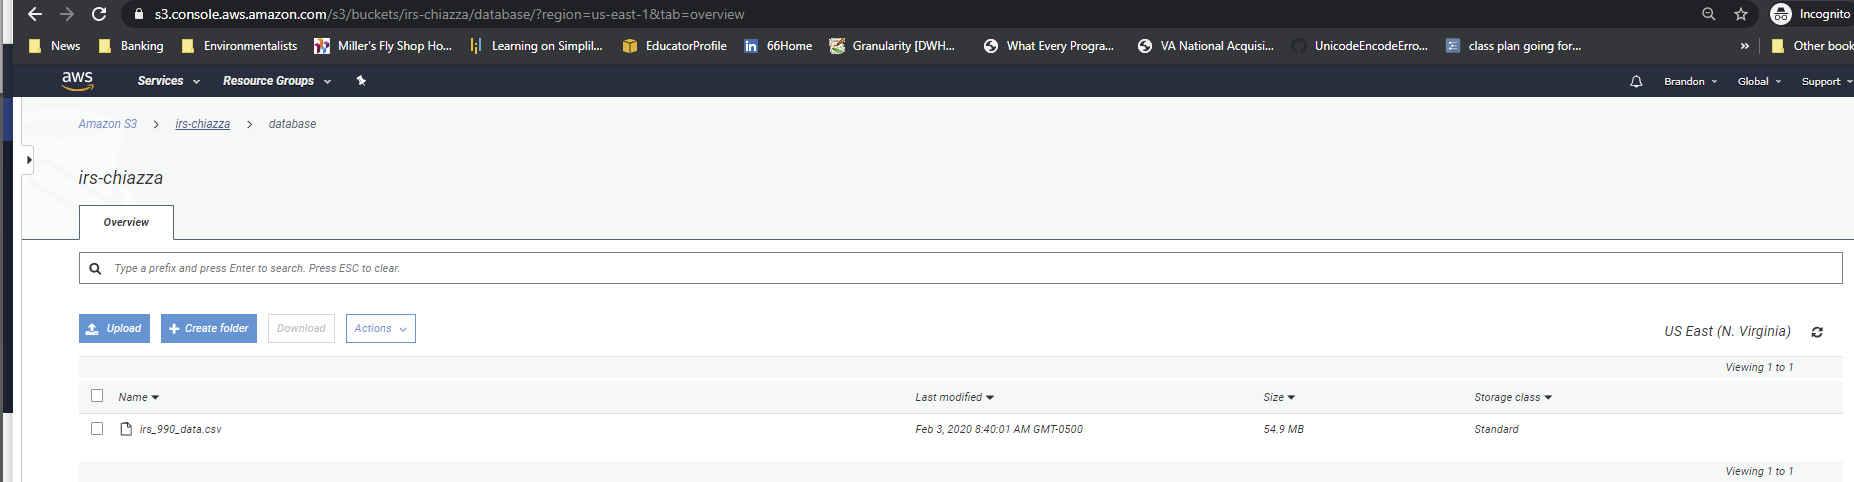 s3.console.aws.amazon.com/s3/buckets/irs-chiazza/database/?region=us-east-1&tab=overview Incognito
News Banking Environmentalists Miller's Fly Shop Ho... Learning on Simplil... EducatorProfile 66Home Granularity [DWH... What Every Progra... VA National Acquisi... UnicodeEncodeErro... class plan going for... » Other book
aws Services Resource Groups Brandon Global Support
Amazon S3 > irs-chiazza > database
irs-chiazza
Overview
Type a prefix and press Enter to search. Press ESC to clear.
Upload + Create folder Download Actions US East (N. Virginia)
Viewing 1 to 1
Name Last modified Size Storage class
irs_990_data.csv Feb 3, 2020 8:40:01 AM GMT-0500 54.9 MB Standard
Viewing 1 to 1